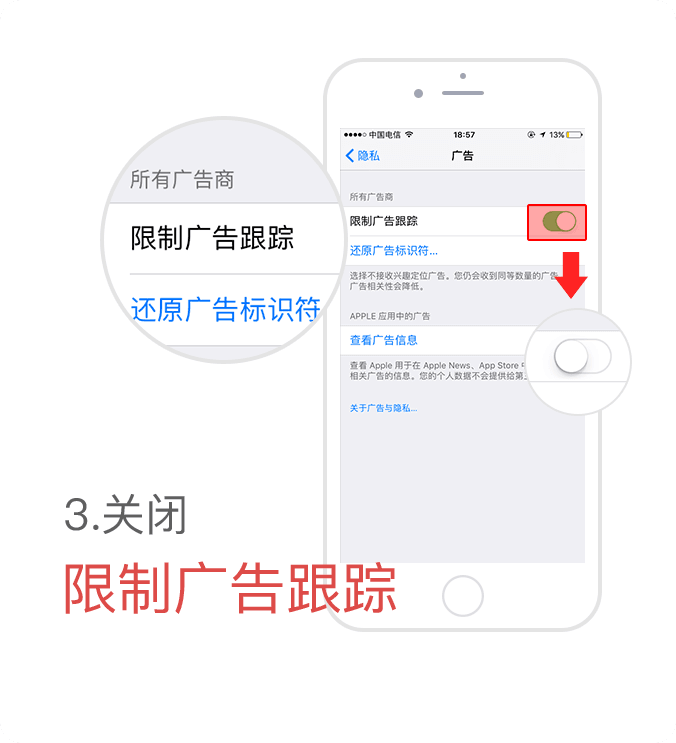 中国电信
18:57
13%
隐私
广告
所有广告商
限制广告跟踪
还原广告标识符...
选择不接收兴趣定位广告。您仍会收到同等数量的广告
广告相关性会降低。
APPLE 应用中的广告
查看广告信息
查看 Apple 用于在 Apple News、App Store
相关广告的信息。您的个人数据不会提供给第
关于广告与隐私...
所有广告商
限制广告跟踪
还原广告标识符
3.关闭
限制广告跟踪